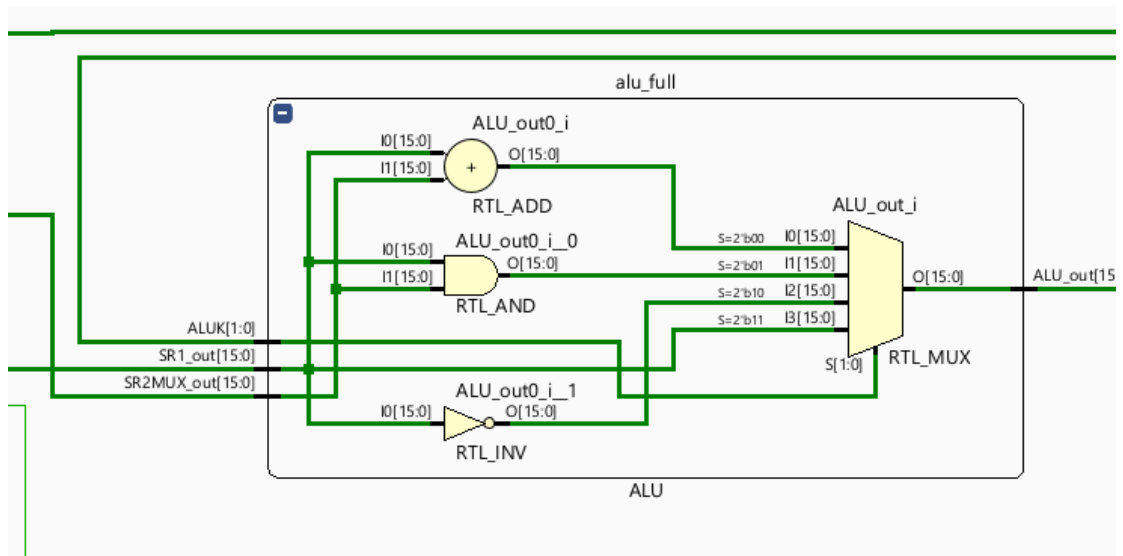 alu_full
ALU_out0_i
I0[15:0]
I1[15:0]
O[15:0]
+
RTL_ADD
ALU_out0_i__0
I0[15:0]
I1[15:0]
O[15:0]
RTL_AND
ALU_out_i
S=2'b00 I0[15:0]
S=2'b01 I1[15:0]
S=2'b10 I2[15:0]
S=2'b11 I3[15:0]
O[15:0]
S[1:0]
RTL_MUX
ALU_out[15
ALUK[1:0]
SR1_out[15:0]
SR2MUX_out[15:0]
ALU_out0_i__1
I0[15:0]
O[15:0]
RTL_INV
ALU